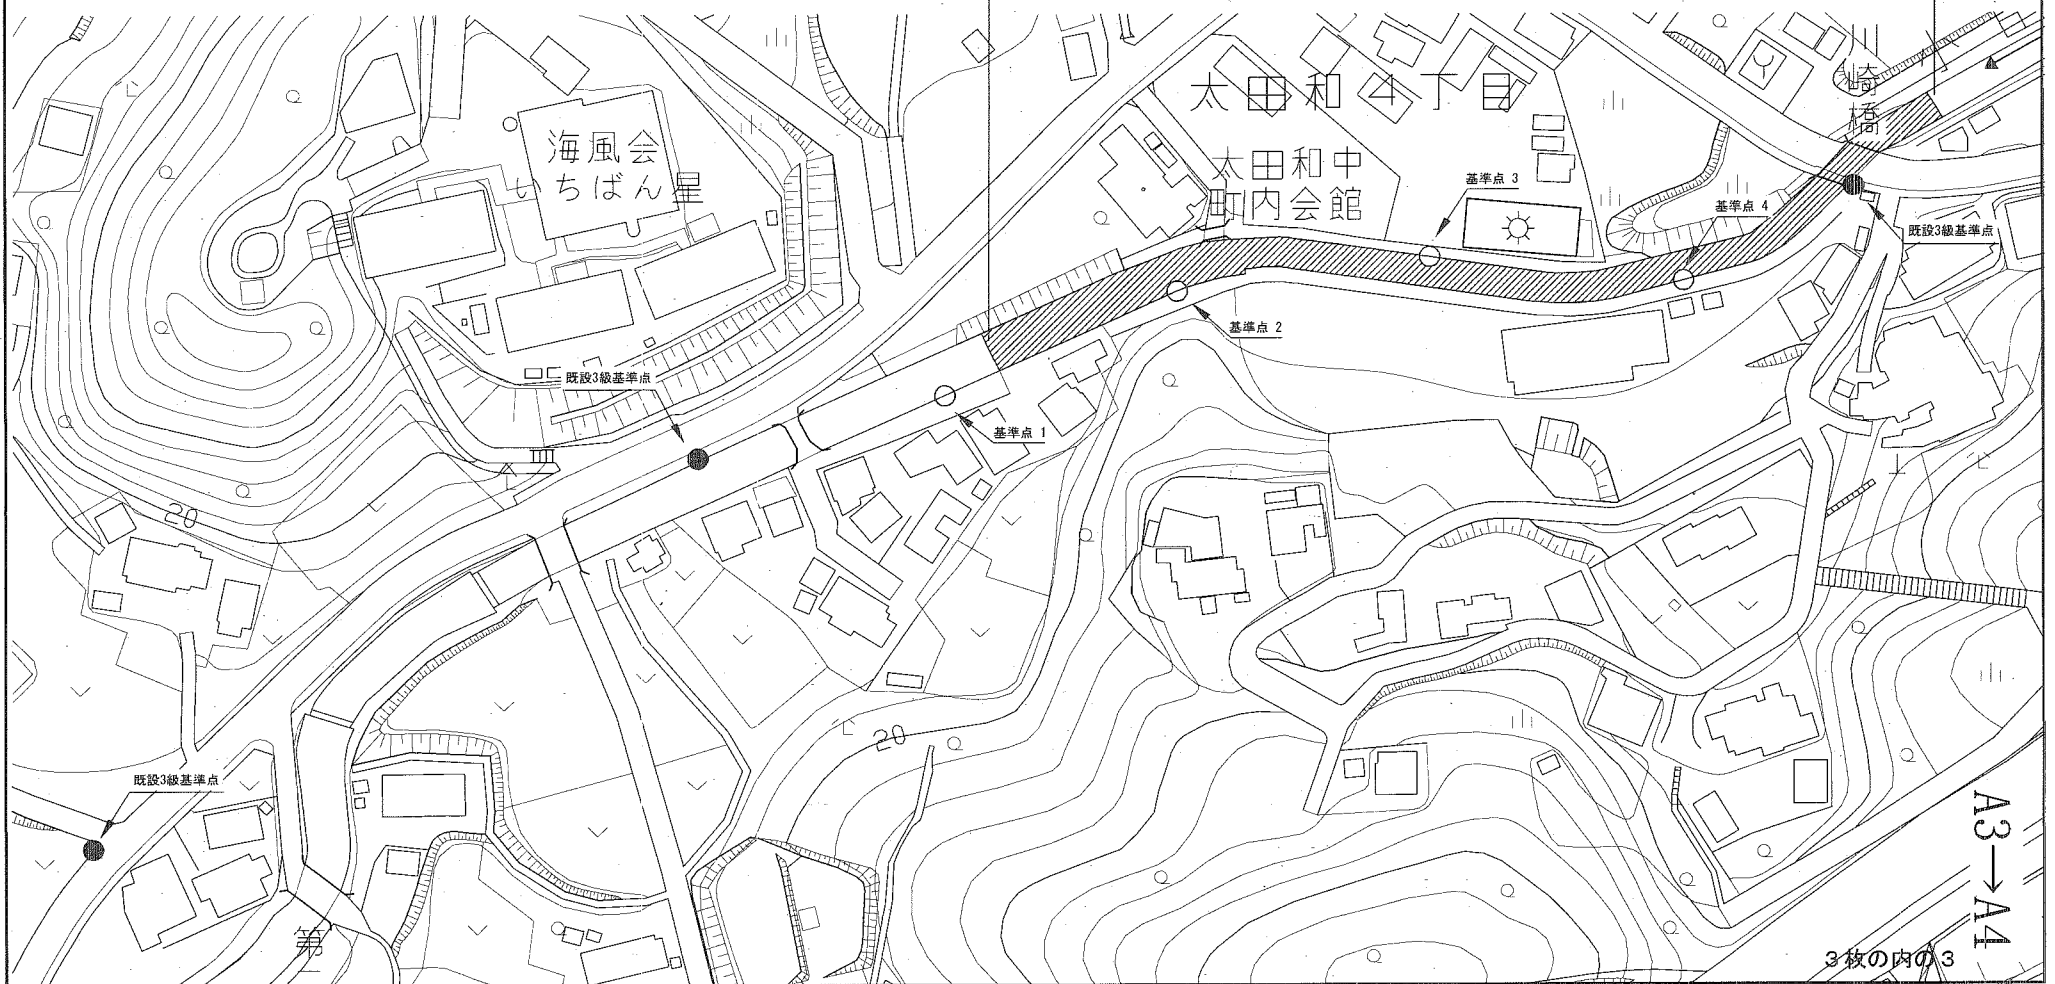 太田和4丁目
川崎橋
海風会
いちばん星
太田和中
町内会館
基準点 3
基準点 4
既設3級基準点
基準点 2
既設3級基準点
基準点 1
20
20
既設3級基準点
第二
A3→A4
3枚の内の3